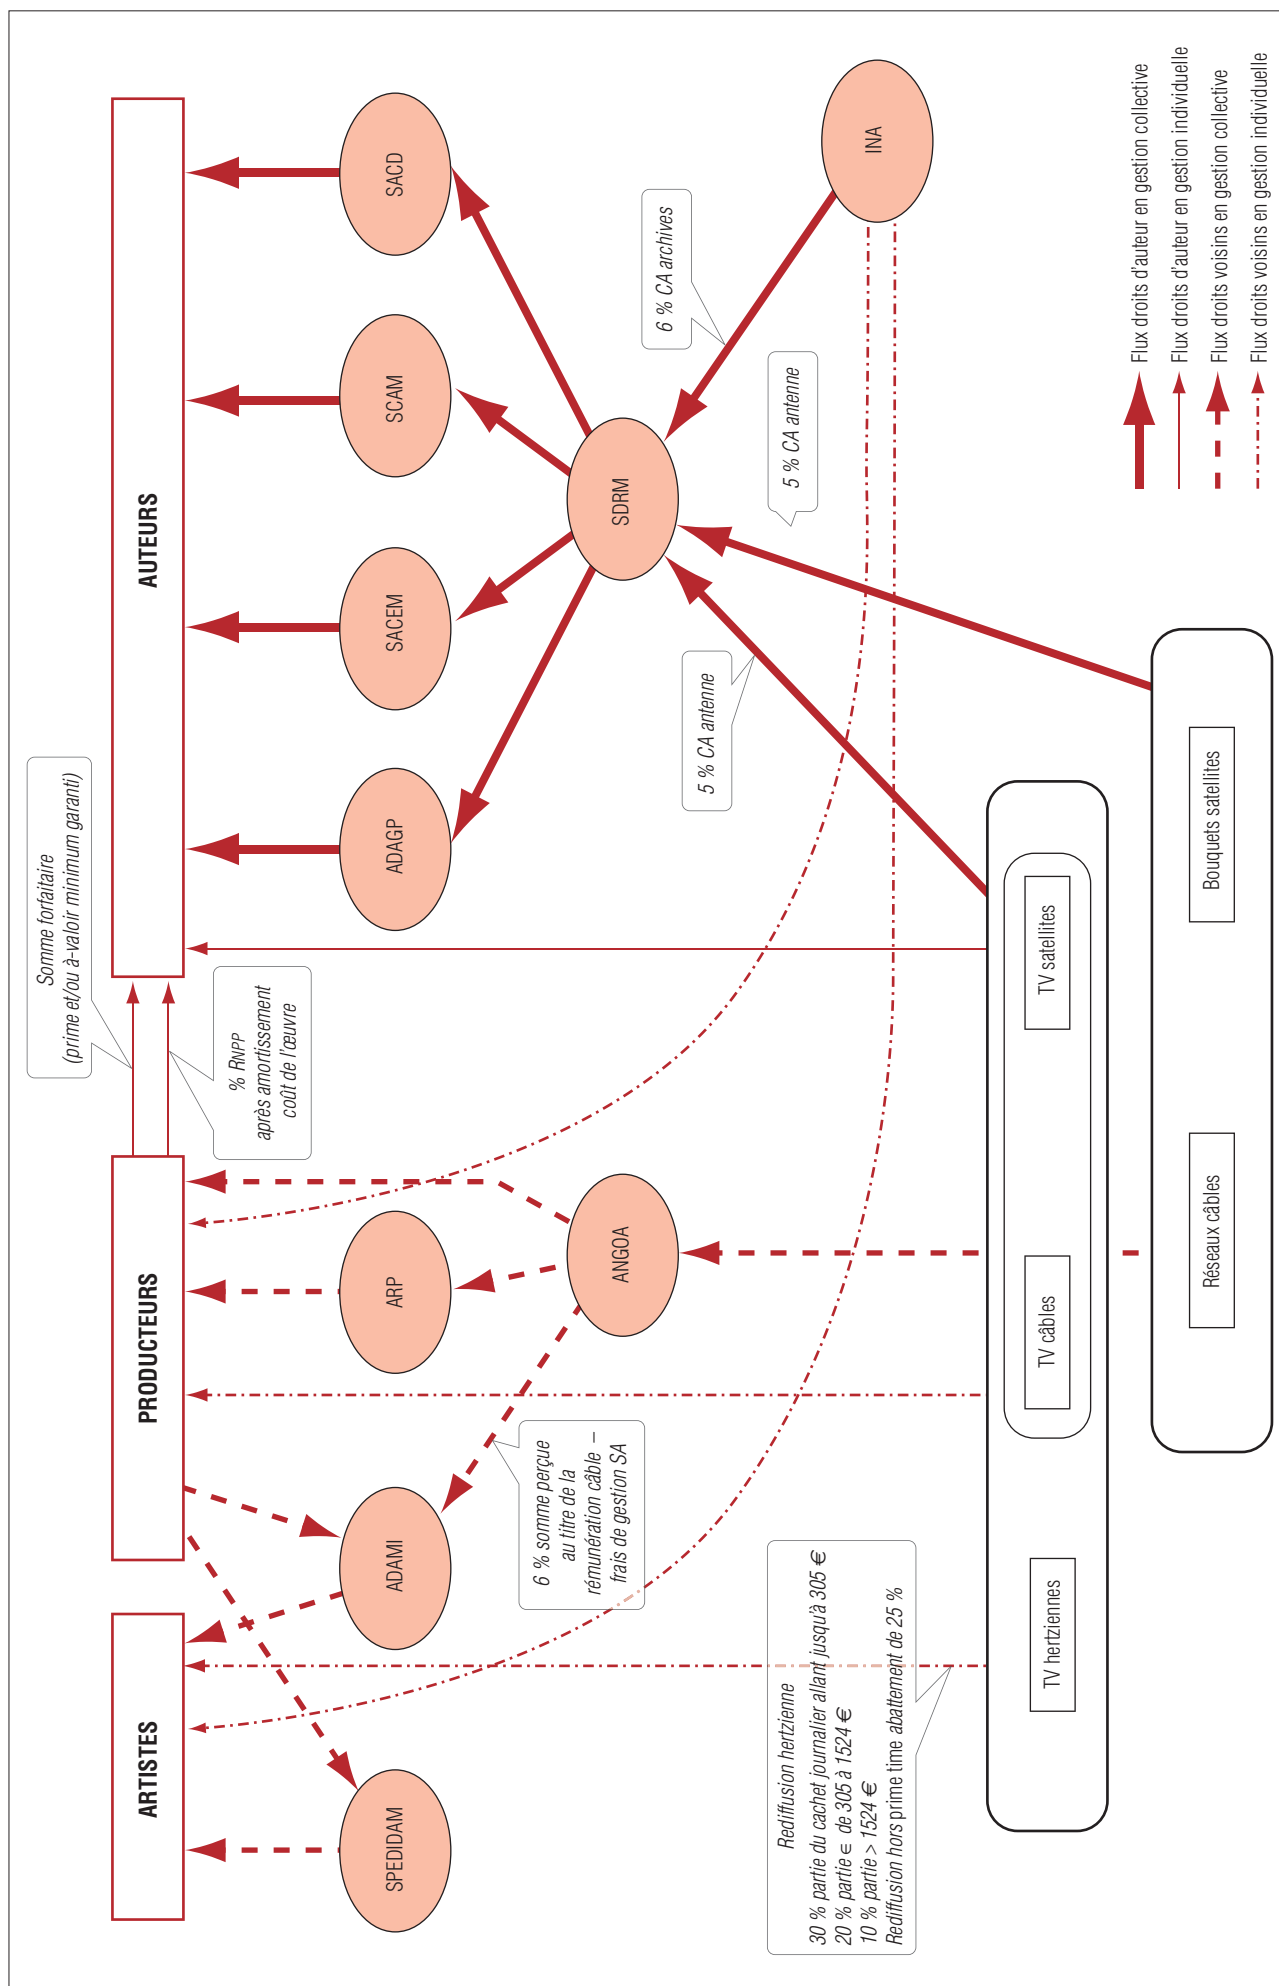 ARTISTES
PRODUCTEURS
AUTEURS
Somme forfaitaire
(prime et/ou à-valoir minimum garanti)
% RNPP
après amortissement
coût de l'œuvre
SPEDIDAM
ADAMI
ARP
ADAGP
SACEM
SCAM
SACD
6 % somme perçue
au titre de la
rémunération câble –
frais de gestion SA
ANGOA
SDRM
6 % CA archives
5 % CA antenne
5 % CA antenne
INA
Rediffusion hertzienne
30 % partie du cachet journalier allant jusqu'à 305 €
20 % partie ∈ de 305 à 1524 €
10 % partie > 1524 €
Rediffusion hors prime time abattement de 25 %
TV hertziennes
TV câbles
TV satellites
Réseaux câbles
Bouquets satellites
Flux droits d'auteur en gestion collective
Flux droits d'auteur en gestion individuelle
Flux droits voisins en gestion collective
Flux droits voisins en gestion individuelle